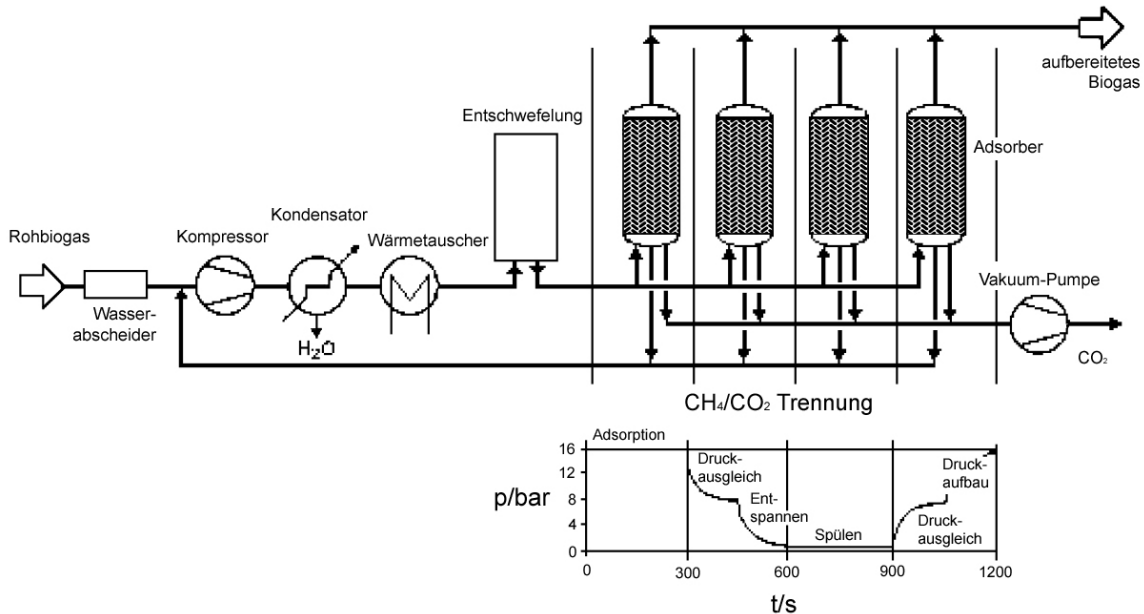 aufbereitetes
Biogas
Entschwefelung
Adsorber
Kondensator
Rohbiogas
Kompressor
Wärmetauscher
Vakuum-Pumpe
Wasser-
abscheider
H₂O
CO₂
CH₄/CO₂ Trennung
p/bar
16
12
8
4
0
Adsorption
Druck-
ausgleich
Ent-
spannen
Spülen
Druck-
aufbau
Druck-
ausgleich
0
300
600
900
1200
t/s